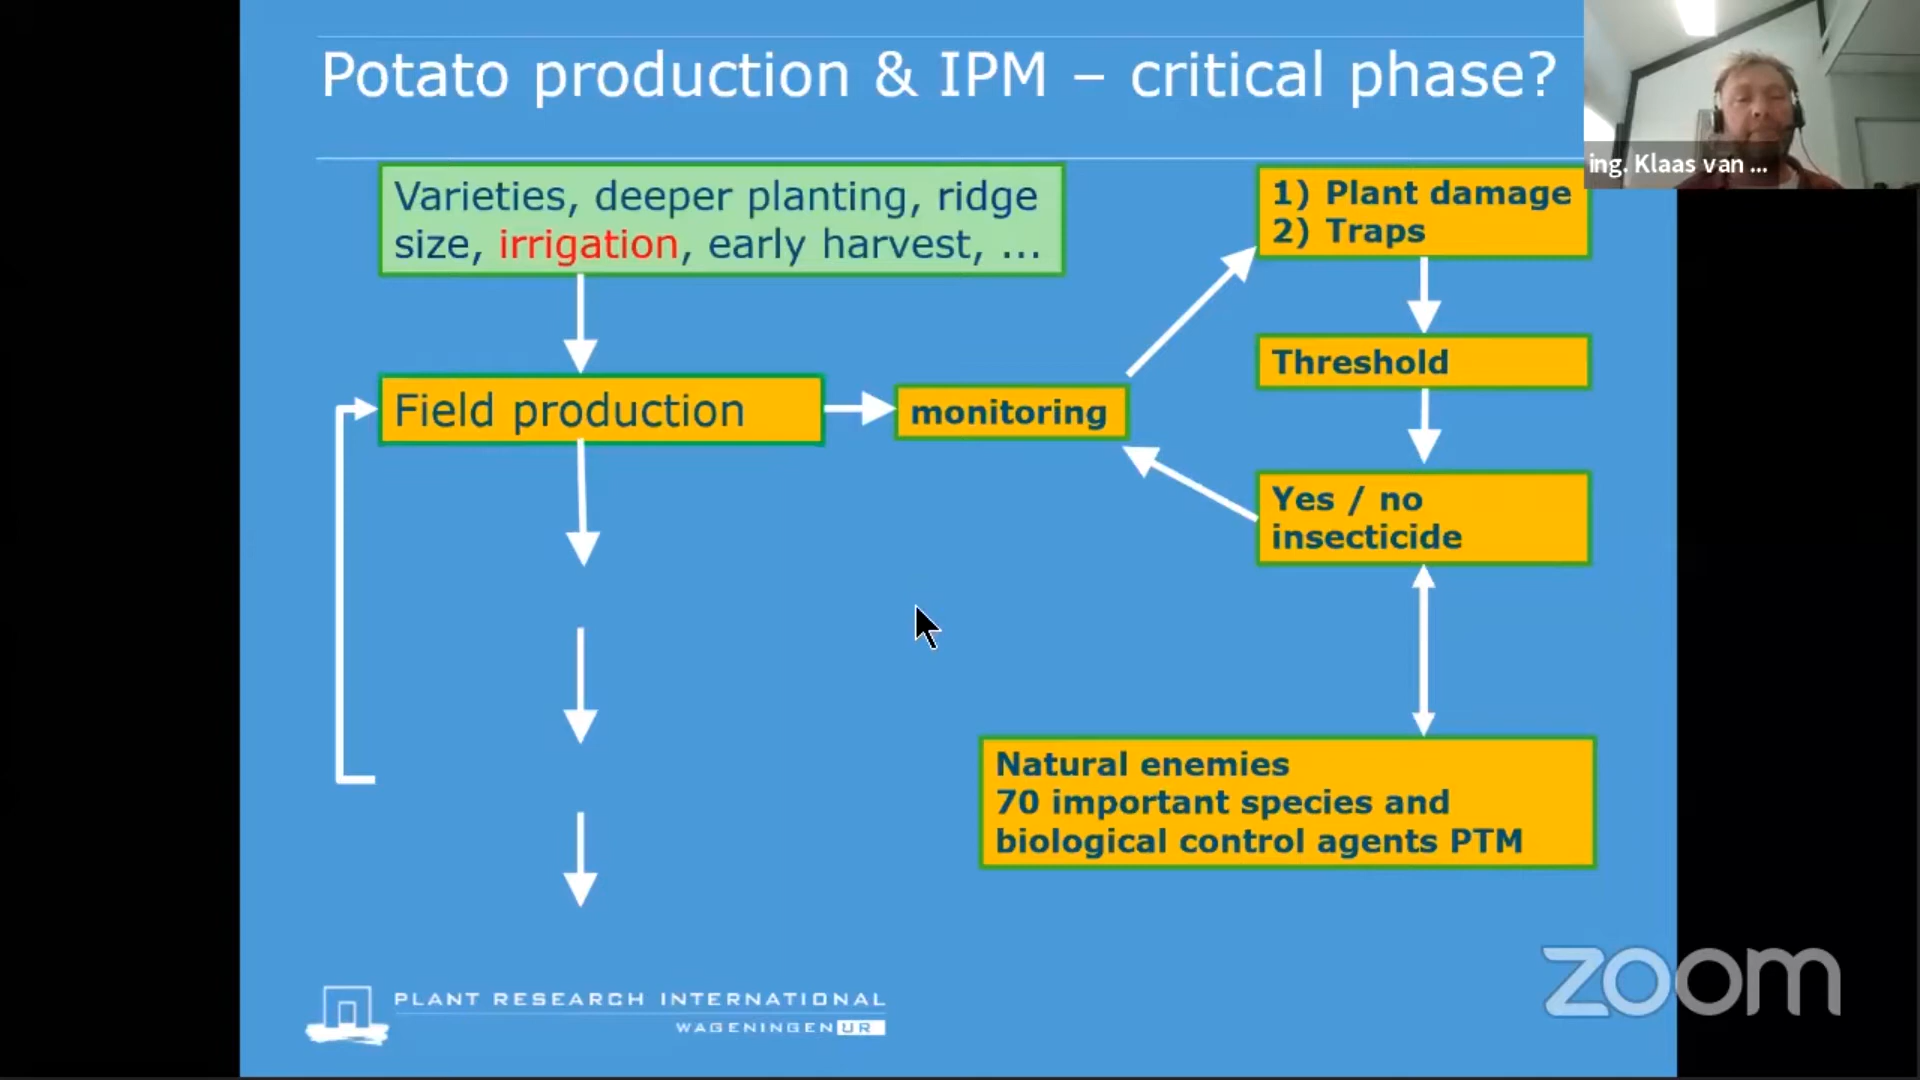 Potato production & IPM – critical phase?
ing. Klaas van ...
Varieties, deeper planting, ridge
size, irrigation, early harvest, ...
1) Plant damage
2) Traps
Threshold
Field production
monitoring
Yes / no
insecticide
Natural enemies
70 important species and
biological control agents PTM
PLANT RESEARCH INTERNATIONAL
WAGENINGEN UR
zoom